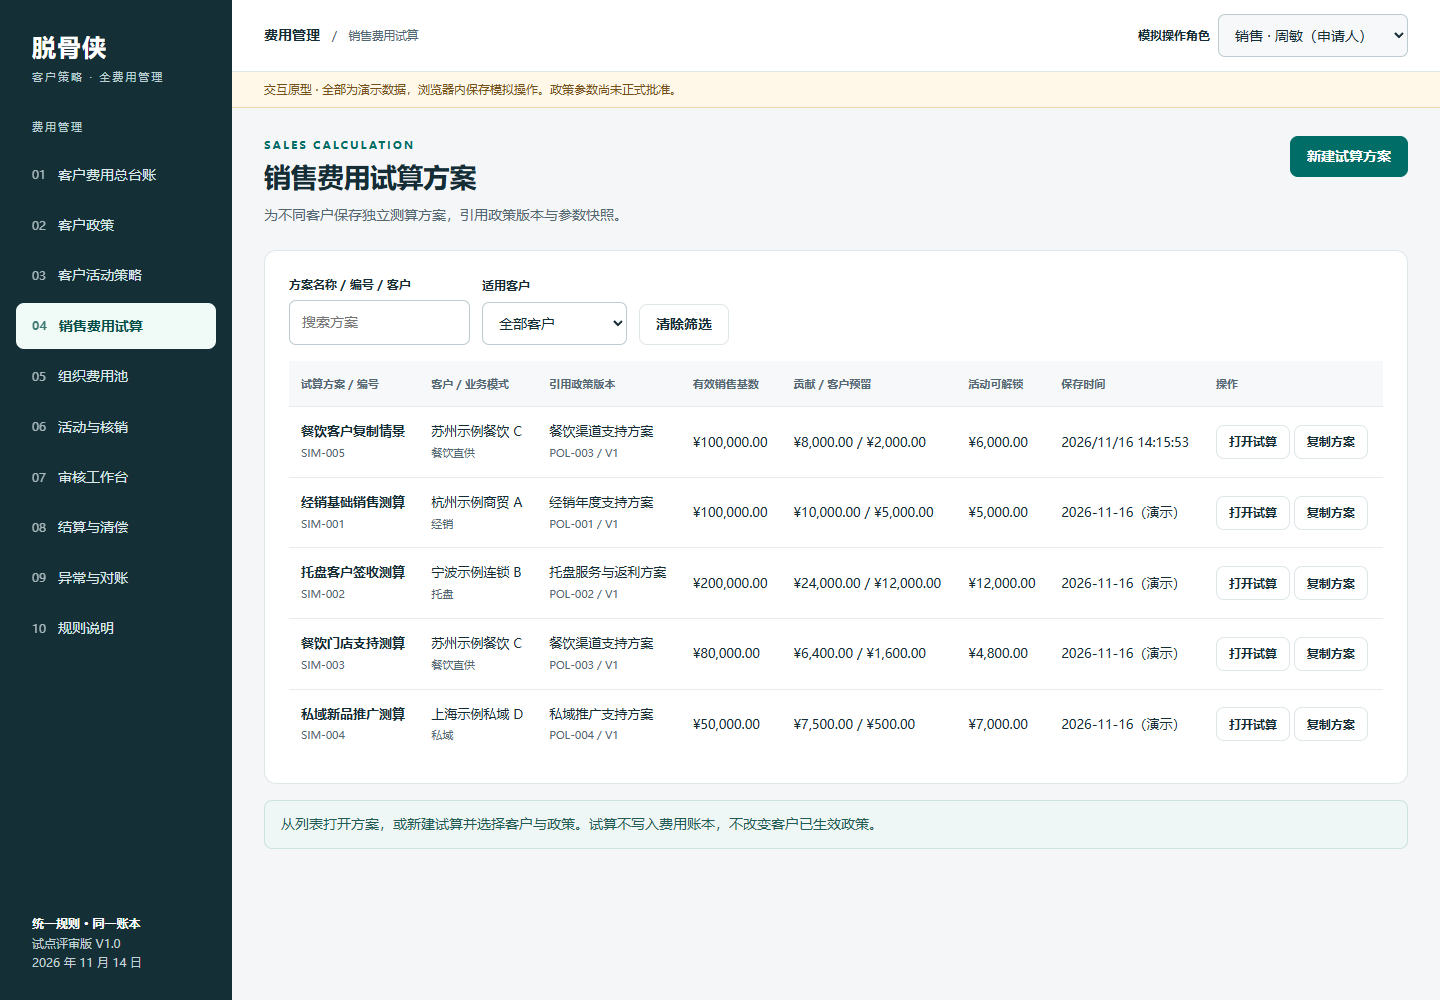 脱骨侠
客户策略 · 全费用管理
费用管理
01 客户费用总台账
02 客户政策
03 客户活动策略
04 销售费用试算
05 组织费用池
06 活动与核销
07 审核工作台
08 结算与清偿
09 异常与对账
10 规则说明
统一规则 · 同一账本
试点评审版 V1.0
2026 年 11 月 14 日
费用管理 / 销售费用试算
模拟操作角色 销售 · 周敏（申请人）
交互原型 · 全部为演示数据，浏览器内保存模拟操作。政策参数尚未正式批准。
SALES CALCULATION
销售费用试算方案
新建试算方案
为不同客户保存独立测算方案，引用政策版本与参数快照。
方案名称 / 编号 / 客户 适用客户
搜索方案 全部客户 清除筛选
试算方案 / 编号 客户 / 业务模式 引用政策版本 有效销售基数 贡献 / 客户预留 活动可解锁 保存时间 操作
餐饮客户复制情景 苏州示例餐饮 C 餐饮渠道支持方案 ¥100,000.00 ¥8,000.00 / ¥2,000.00 ¥6,000.00 2026/11/16 14:15:53 打开试算 复制方案
SIM-005 餐饮直供 POL-003 / V1
经销基础销售测算 杭州示例商贸 A 经销年度支持方案 ¥100,000.00 ¥10,000.00 / ¥5,000.00 ¥5,000.00 2026-11-16（演示） 打开试算 复制方案
SIM-001 经销 POL-001 / V1
托盘客户签收测算 宁波示例连锁 B 托盘服务与返利方案 ¥200,000.00 ¥24,000.00 / ¥12,000.00 ¥12,000.00 2026-11-16（演示） 打开试算 复制方案
SIM-002 托盘 POL-002 / V1
餐饮门店支持测算 苏州示例餐饮 C 餐饮渠道支持方案 ¥80,000.00 ¥6,400.00 / ¥1,600.00 ¥4,800.00 2026-11-16（演示） 打开试算 复制方案
SIM-003 餐饮直供 POL-003 / V1
私域新品推广测算 上海示例私域 D 私域推广支持方案 ¥50,000.00 ¥7,500.00 / ¥500.00 ¥7,000.00 2026-11-16（演示） 打开试算 复制方案
SIM-004 私域 POL-004 / V1
从列表打开方案，或新建试算并选择客户与政策。试算不写入费用账本，不改变客户已生效政策。